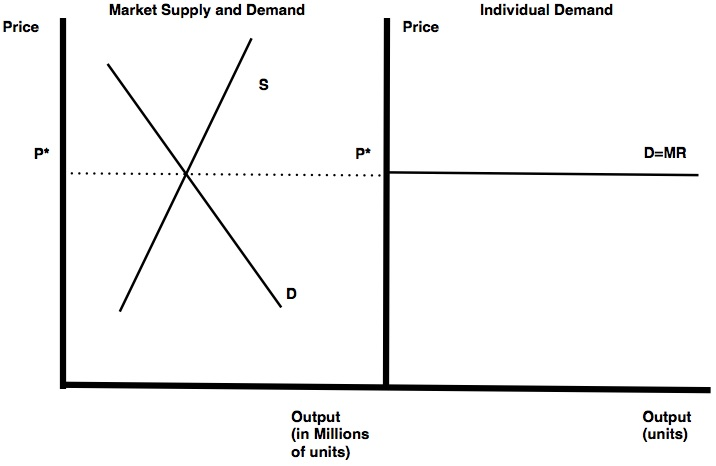 Market Supply and Demand
Individual Demand
Price
Price
S
P*
P*
D=MR
D
Output
(in Millions
of units)
Output
(units)